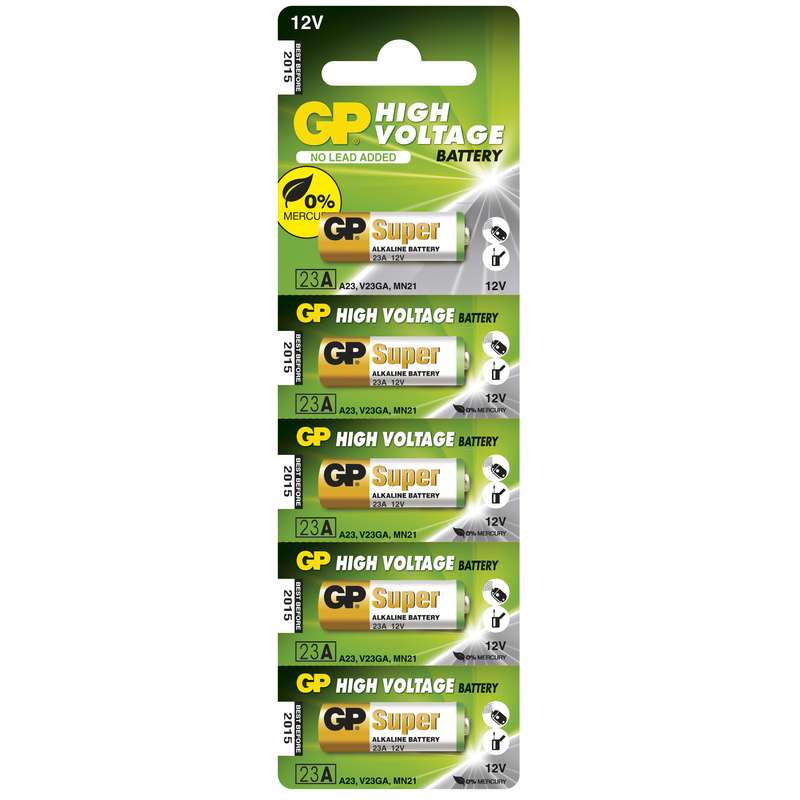 12V
BEST BEFORE
2015
GP® HIGH
VOLTAGE
NO LEAD ADDED
BATTERY
0%
MERCU
GP® Super
ALKALINE BATTERY
23A 12V
23A A23, V23GA, MN21
12V
GP HIGH VOLTAGE BATTERY
BEST BEFORE
2015
GP® Super
ALKALINE BATTERY
23A 12V
12V
23A A23, V23GA, MN21
0% MERCURY
GP HIGH VOLTAGE BATTERY
BEST BEFORE
2015
GP® Super
ALKALINE BATTERY
23A 12V
12V
23A A23, V23GA, MN21
0% MERCURY
GP HIGH VOLTAGE BATTERY
BEST BEFORE
2015
GP® Super
ALKALINE BATTERY
23A 12V
12V
23A A23, V23GA, MN21
0% MERCURY
GP HIGH VOLTAGE BATTERY
BEST BEFORE
2015
GP® Super
ALKALINE BATTERY
23A 12V
12V
23A A23, V23GA, MN21
0% MERCURY